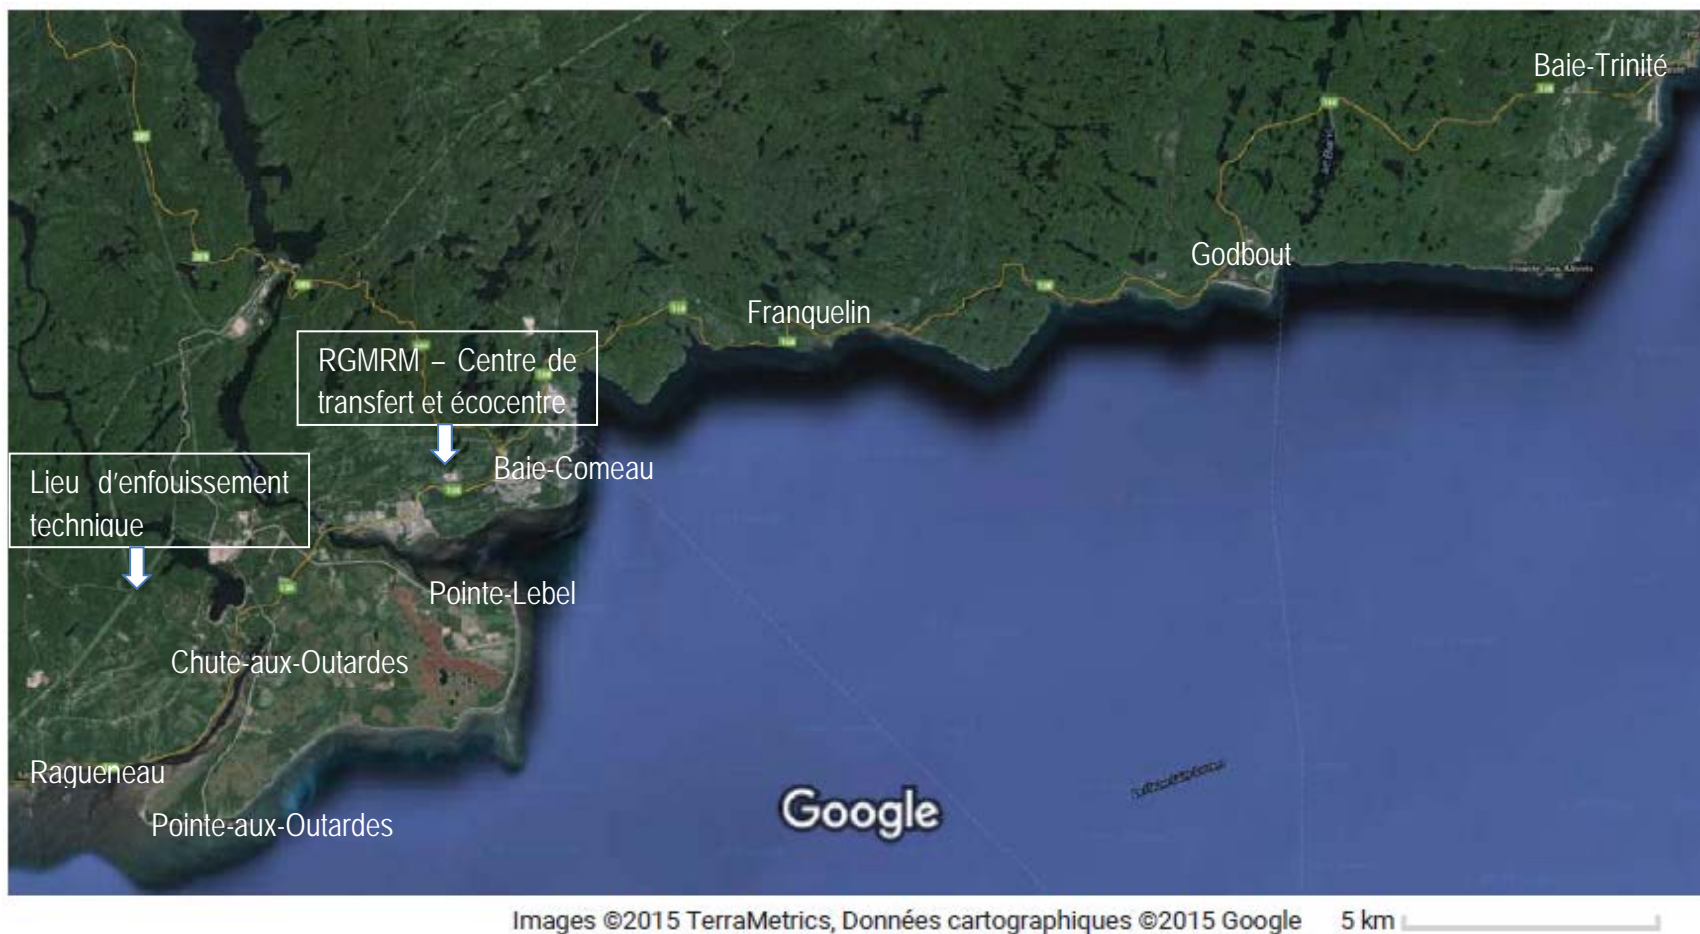 Baie-Trinité
Godbout
Franquelin
RGMRM – Centre de
transfert et écocentre
Baie-Comeau
Lieu d'enfouissement
technique
Pointe-Lebel
Chute-aux-Outardes
Ragueneau
Pointe-aux-Outardes
Google
Images ©2015 TerraMetrics, Données cartographiques ©2015 Google 5 km